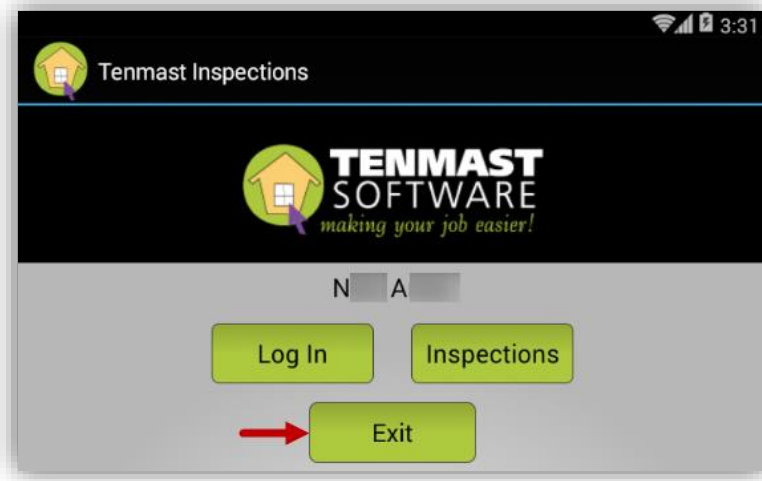 3:31
Tenmast Inspections
TENMAST
SOFTWARE
making your job easier!
N A
Log In Inspections
Exit